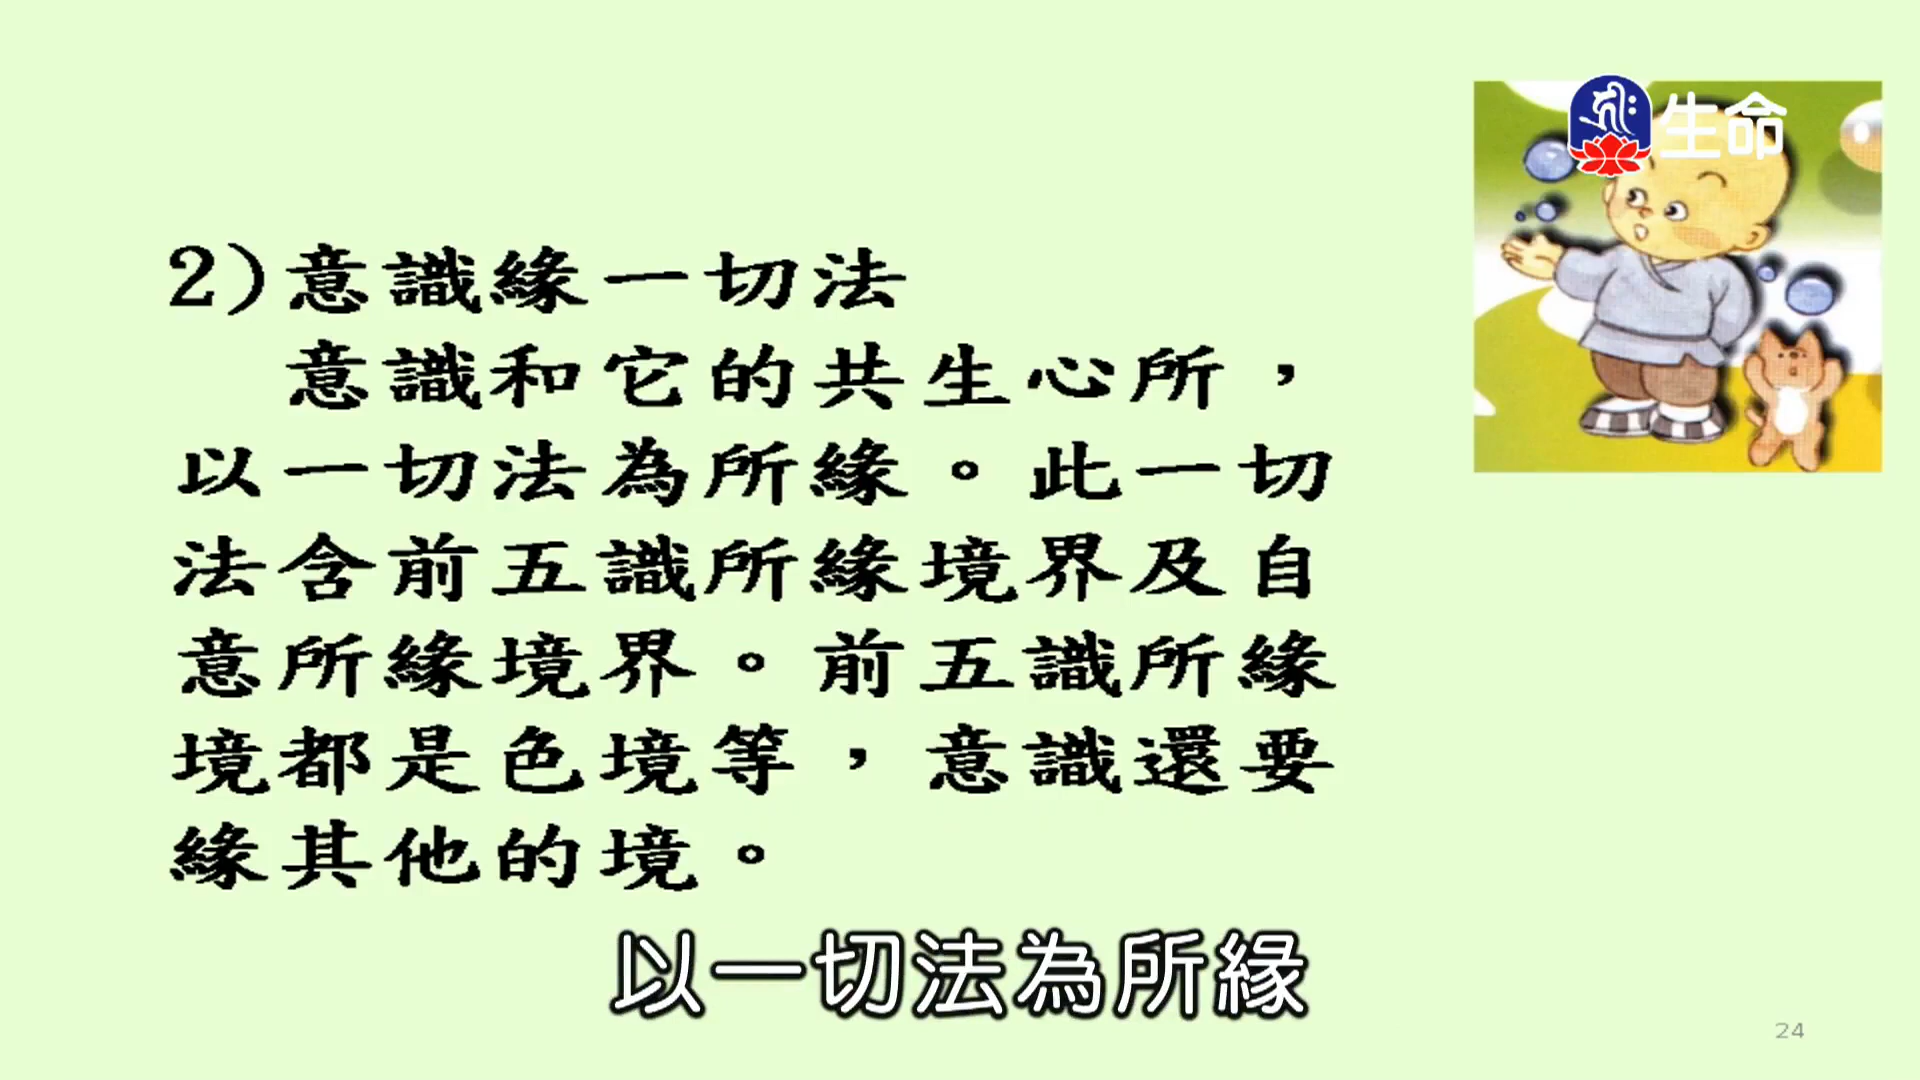 生命
2)意識緣一切法
意識和它的共生心所，
以一切法為所緣。此一切
法含前五識所緣境界及自
意所緣境界。前五識所緣
境都是色境等，意識還要
緣其他的境。
以一切法為所緣
24